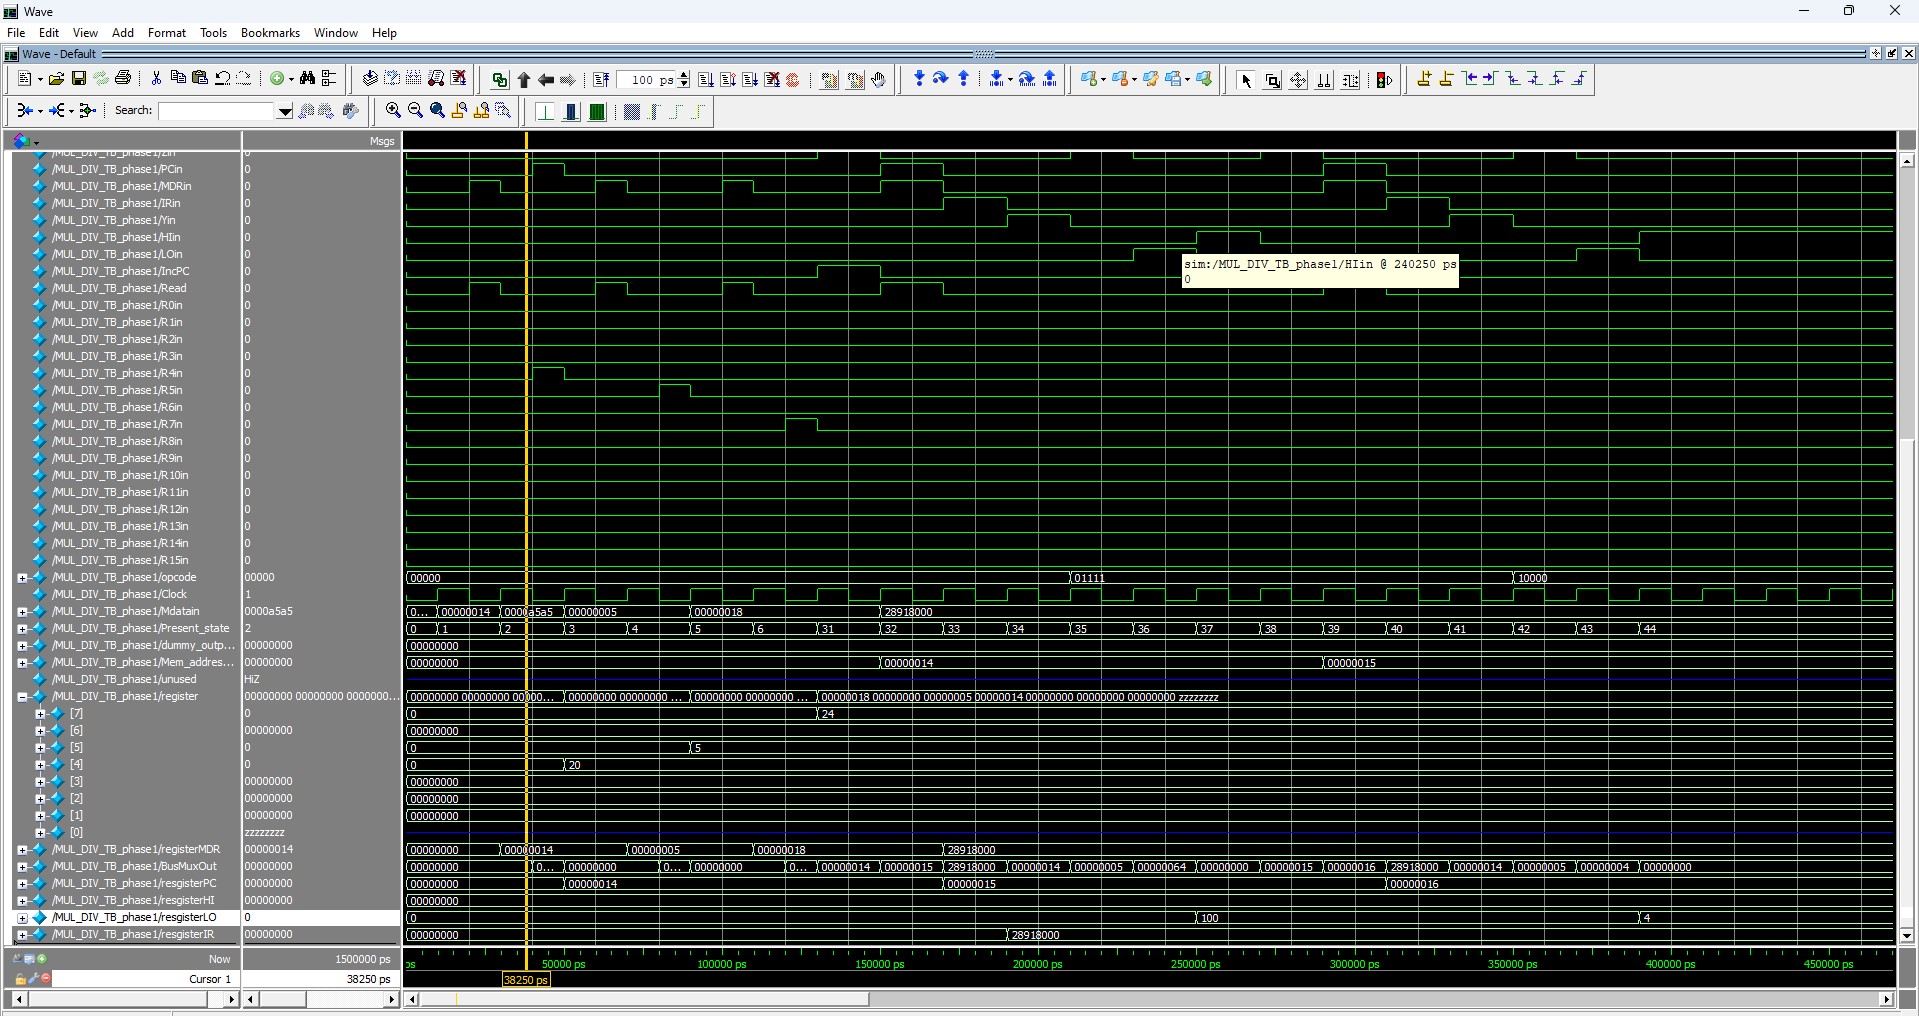 Wave
File Edit View Add Format Tools Bookmarks Window Help
Wave - Default
100 ps
Search:
Msgs
/MUL_DIV_TB_phase1/Zin 0
/MUL_DIV_TB_phase1/PCin 0
/MUL_DIV_TB_phase1/MDRin 0
/MUL_DIV_TB_phase1/IRin 0
/MUL_DIV_TB_phase1/Yin 0
/MUL_DIV_TB_phase1/HIin 0
/MUL_DIV_TB_phase1/LOin 0
sim:/MUL_DIV_TB_phase1/HIin @ 240250 ps
0
/MUL_DIV_TB_phase1/IncPC 0
/MUL_DIV_TB_phase1/Read 0
/MUL_DIV_TB_phase1/R0in 0
/MUL_DIV_TB_phase1/R1in 0
/MUL_DIV_TB_phase1/R2in 0
/MUL_DIV_TB_phase1/R3in 0
/MUL_DIV_TB_phase1/R4in 0
/MUL_DIV_TB_phase1/R5in 0
/MUL_DIV_TB_phase1/R6in 0
/MUL_DIV_TB_phase1/R7in 0
/MUL_DIV_TB_phase1/R8in 0
/MUL_DIV_TB_phase1/R9in 0
/MUL_DIV_TB_phase1/R10in 0
/MUL_DIV_TB_phase1/R11in 0
/MUL_DIV_TB_phase1/R12in 0
/MUL_DIV_TB_phase1/R13in 0
/MUL_DIV_TB_phase1/R14in 0
/MUL_DIV_TB_phase1/R15in 0
/MUL_DIV_TB_phase1/opcode 00000 00000 01111 10000
/MUL_DIV_TB_phase1/Clock 1
/MUL_DIV_TB_phase1/Mdatain 0000a5a5 0... 00000014 0000a5a5 00000005 00000018 28918000
/MUL_DIV_TB_phase1/Present_state 2 0 1 2 3 4 5 6 31 32 33 34 35 36 37 38 39 40 41 42 43 44
/MUL_DIV_TB_phase1/dummy_outp... 00000000 00000000
/MUL_DIV_TB_phase1/Mem_addres... 00000000 00000000 00000014 00000015
/MUL_DIV_TB_phase1/unused HiZ
/MUL_DIV_TB_phase1/register 00000000 00000000 0000000... 00000000 00000000 00000... 00000000 00000000 ... 00000000 00000000 ... 00000018 00000000 00000005 00000014 00000000 00000000 00000000 zzzzzzzz
[7] 0 0 24
[6] 00000000 00000000
[5] 0 0 5
[4] 0 0 20
[3] 00000000 00000000
[2] 00000000 00000000
[1] 00000000 00000000
[0] zzzzzzzz
/MUL_DIV_TB_phase1/registerMDR 00000014 00000000 00000014 00000005 00000018 28918000
/MUL_DIV_TB_phase1/BusMuxOut 00000000 00000000 0... 00000000 0... 00000000 0... 00000014 00000015 28918000 00000014 00000005 00000064 00000000 00000015 00000016 28918000 00000014 00000005 00000004 00000000
/MUL_DIV_TB_phase1/resgisterPC 00000000 00000000 00000014 00000015 00000016
/MUL_DIV_TB_phase1/resgisterHI 00000000 00000000
/MUL_DIV_TB_phase1/resgisterLO 0 0 100 4
/MUL_DIV_TB_phase1/resgisterIR 00000000 00000000 28918000
Now 1500000 ps ps 50000 ps 100000 ps 150000 ps 200000 ps 250000 ps 300000 ps 350000 ps 400000 ps 450000 ps
Cursor 1 38250 ps 38250 ps